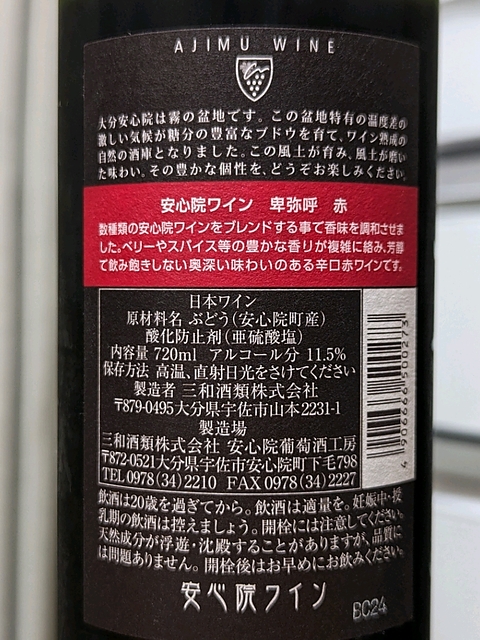 AJIMU WINE
大分安心院は霧の盆地です。この盆地特有の温度差の
激しい気候が糖分の豊富なブドウを育て、ワイン熟成の
自然の酒庫となりました。この風土が育み、風土が磨い
た味わい。その豊かな個性を、どうぞお楽しみください。
安心院ワイン 卑弥呼 赤
数種類の安心院ワインをブレンドする事で香味を調和させま
した。ベリーやスパイス等の豊かな香りが複雑に絡み、芳醇
で飲み飽きしない奥深い味わいのある辛口赤ワインです。
日本ワイン
原材料名 ぶどう(安心院町産)
酸化防止剤(亜硫酸塩)
内容量 720ml アルコール分 11.5%
保存方法 高温、直射日光をさけてください
製造者 三和酒類株式会社
〒879-0495大分県宇佐市山本2231-1
製造場
三和酒類株式会社 安心院葡萄酒工房
〒872-0521大分県宇佐市安心院町下毛798
TEL0978(34)2210 FAX0978(34)2227
4 906666 500273
飲酒は20歳を過ぎてから。飲酒は適量を。妊娠中・授
乳期の飲酒は控えましょう。開栓には注意してください。
天然成分が浮遊・沈殿することがありますが、品質に
は問題ありません。開栓後はお早めにお飲みください。
安心院ワイン
BC24